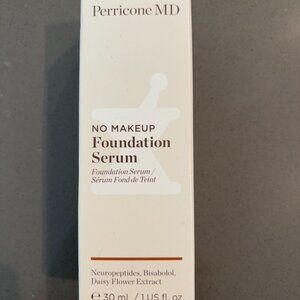 Perricone MD
NO MAKEUP
Foundation
Serum
Foundation Serum /
Sérum Fond de Teint
Neuropeptides, Bisabolol,
Daisy Flower Extract
℮ 30 ml / 1 US fl. oz